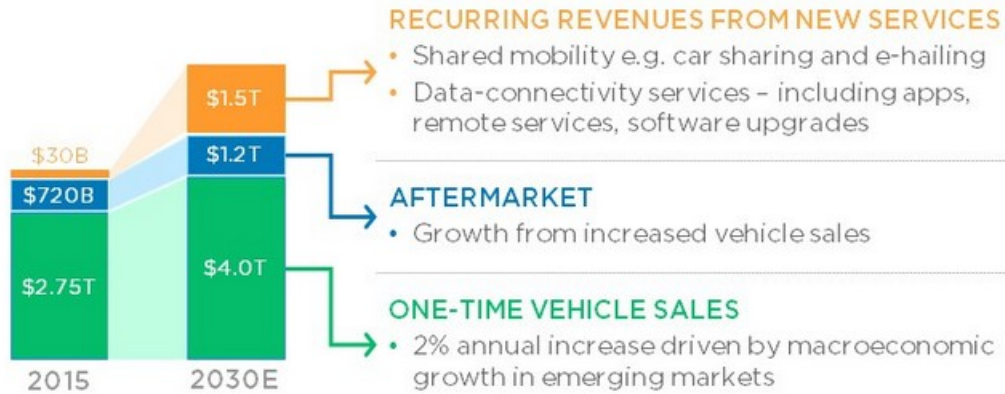 RECURRING REVENUES FROM NEW SERVICES
• Shared mobility e.g. car sharing and e-hailing
• Data-connectivity services – including apps,
remote services, software upgrades
AFTERMARKET
• Growth from increased vehicle sales
ONE-TIME VEHICLE SALES
• 2% annual increase driven by macroeconomic
growth in emerging markets
$30B
$720B
$2.75T
2015
$1.5T
$1.2T
$4.0T
2030E